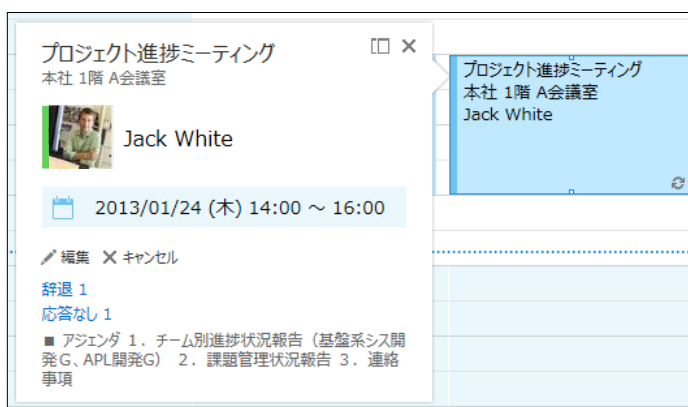 プロジェクト進捗ミーティング
本社 1階 A会議室
Jack White
2013/01/24 (木) 14:00 ～ 16:00
編集 キャンセル
辞退 1
応答なし 1
■ アジェンダ 1．チーム別進捗状況報告（基盤系シス開
発G、APL開発G） 2．課題管理状況報告 3．連絡
事項
プロジェクト進捗ミーティング
本社 1階 A会議室
Jack White